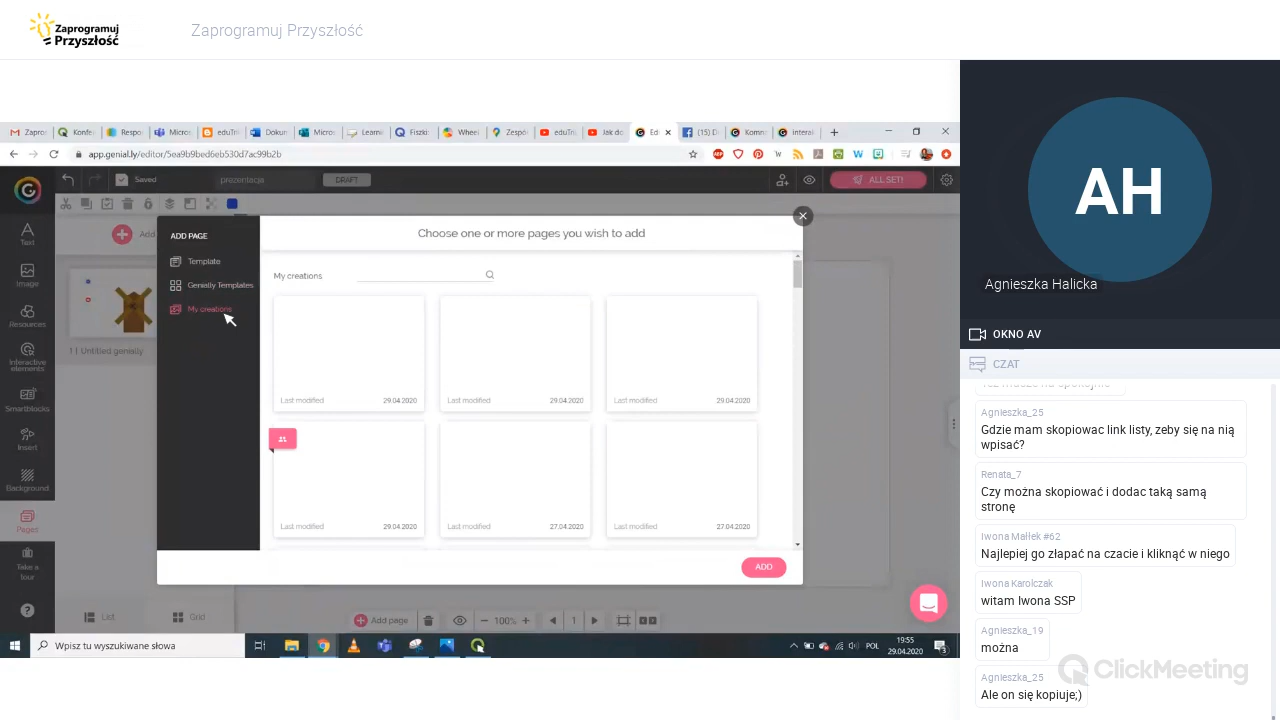 Zaprogramuj
Przyszłość
Zaprogramuj Przyszłość
app.genial.ly/editor/5ea9b9bed6eb530d7ac99b2b
Saved
prezentacje
DRAFT
ALL SET!
Text
Image
Resources
Interactive
elements
Smartblocks
Insert
Background
Pages
Take a
tour
Add
1 | Untitled genially
List
Grid
ADD PAGE
Template
Genially Templates
My creations
Choose one or more pages you wish to add
My creations
Last modified 29.04.2020
Last modified 29.04.2020
Last modified 29.04.2020
Last modified 29.04.2020
Last modified 27.04.2020
Last modified 27.04.2020
ADD
Add page
100%
1
Wpisz tu wyszukiwane słowa
POL
19:55
29.04.2020
3
AH
Agnieszka Halicka
OKNO AV
CZAT
Agnieszka_25
Gdzie mam skopiowac link listy, zeby się na nią
wpisać?
Renata_7
Czy można skopiować i dodac taką samą
stronę
Iwona Małłek #62
Najlepiej go złapać na czacie i kliknąć w niego
Iwona Karolczak
witam Iwona SSP
Agnieszka_19
można
Agnieszka_25
Ale on się kopiuje;)
ClickMeeting